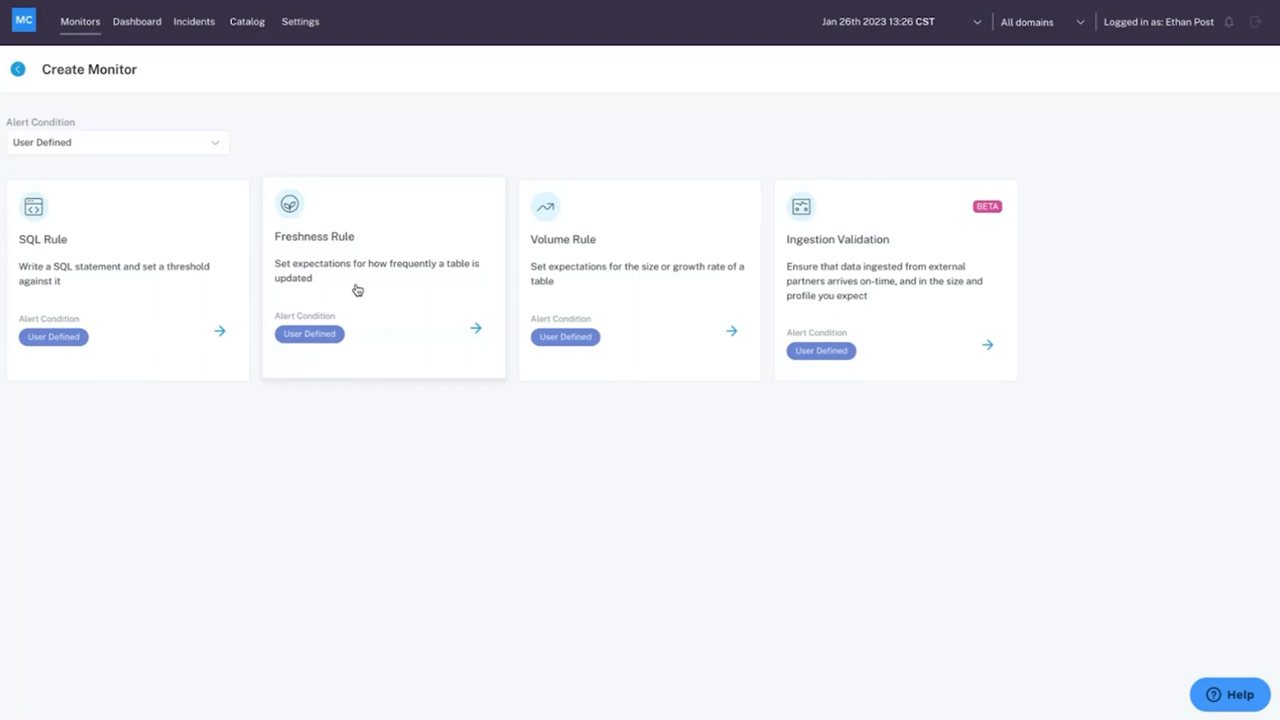 MC
Monitors Dashboard Incidents Catalog Settings
Jan 26th 2023 13:26 CST
All domains
Logged in as: Ethan Post
Create Monitor
Alert Condition
User Defined
SQL Rule
Write a SQL statement and set a threshold
against it
Alert Condition
User Defined
Freshness Rule
Set expectations for how frequently a table is
updated
Alert Condition
User Defined
Volume Rule
Set expectations for the size or growth rate of a
table
Alert Condition
User Defined
BETA
Ingestion Validation
Ensure that data ingested from external
partners arrives on-time, and in the size and
profile you expect
Alert Condition
User Defined
Help